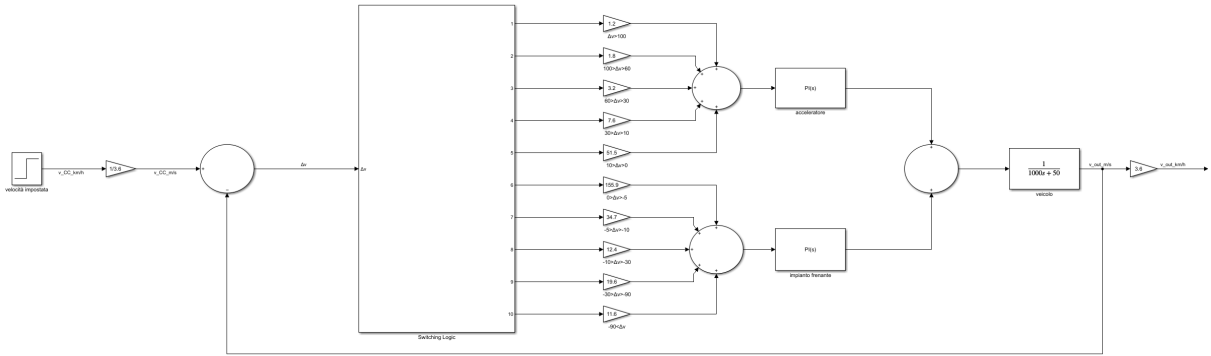 velocità impostata
v_CC_km/h
1/3.6
v_CC_m/s
+
−
Δv
Δv
Switching Logic
1
2
3
4
5
6
7
8
9
10
1.2
Δv>100
1.8
100>Δv>60
3.2
60>Δv>30
7.6
30>Δv>10
51.5
10>Δv>0
155.9
0>Δv>-5
34.7
-5>Δv>-10
12.4
-10>Δv>-30
19.6
-30>Δv>-90
11.6
-90<Δv
+
+
+
+
+
+
+
+
+
+
PI(s)
acceleratore
PI(s)
impianto frenante
+
+
1
1000s + 50
veicolo
v_out_m/s
3.6
v_out_km/h